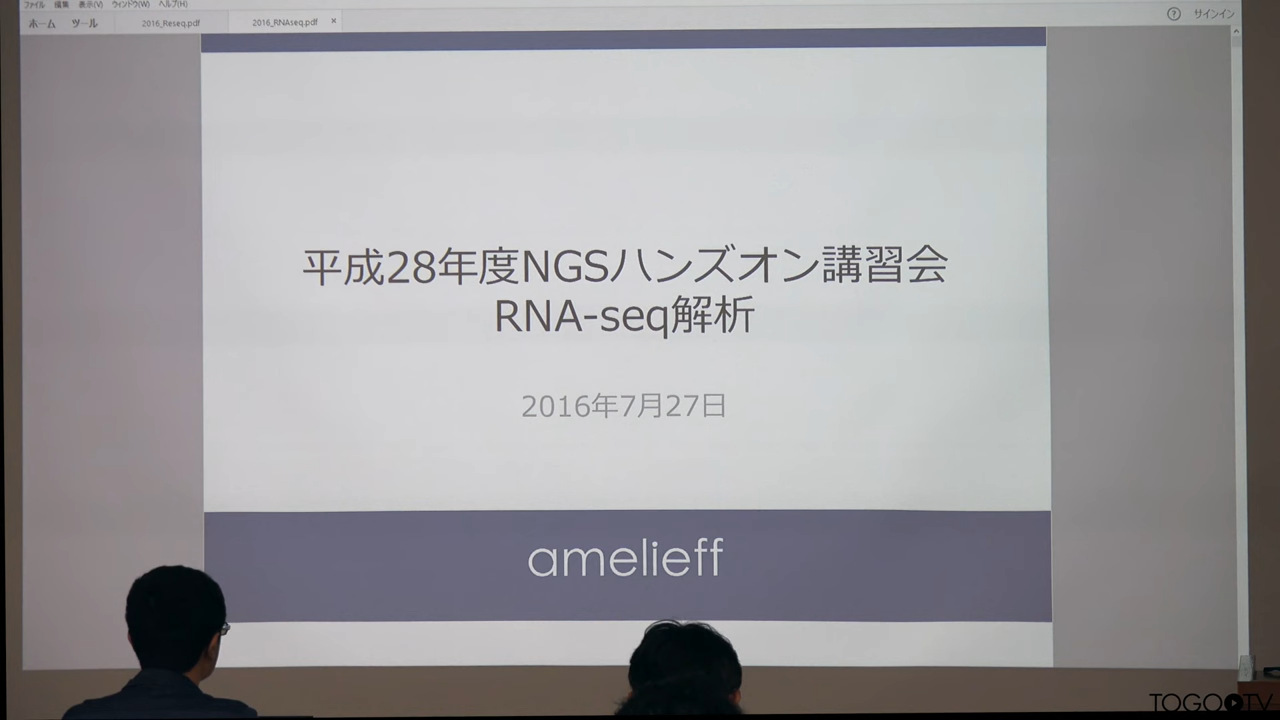 ファイル 編集 表示(V) ウィンドウ(W) ヘルプ(H)
ホーム ツール 2016_Reseq.pdf 2016_RNAseq.pdf × ? サインイン
平成28年度NGSハンズオン講習会
RNA-seq解析
2016年7月27日
amelieff
TOGOTV